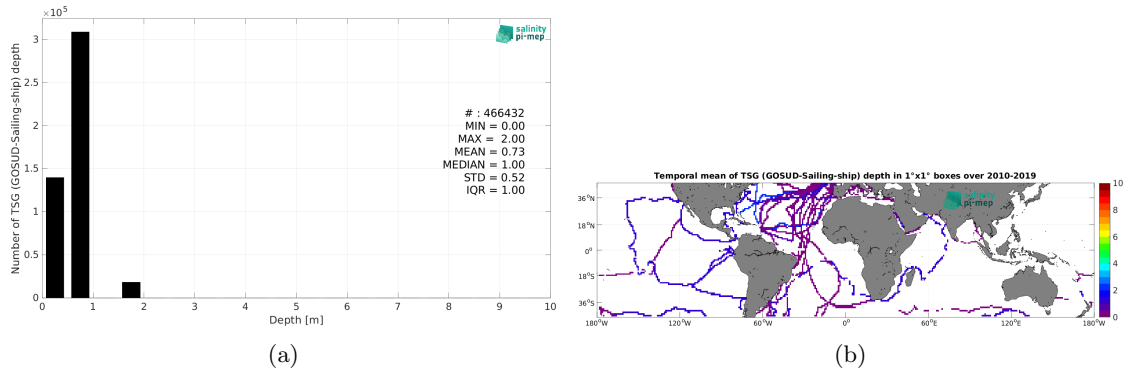 ×10⁵
3
2.5
2
1.5
1
0.5
0
Number of TSG (GOSUD-Sailing-ship) depth
salinity
pi-mep
# : 466432
MIN = 0.00
MAX = 2.00
MEAN = 0.73
MEDIAN = 1.00
STD = 0.52
IQR = 1.00
0 1 2 3 4 5 6 7 8 9 10
Depth [m]
(a)
Temporal mean of TSG (GOSUD-Sailing-ship) depth in 1°x1° boxes over 2010-2019
salinity
pi-mep
36°N
18°N
0°
18°S
36°S
180°W 120°W 60°W 0° 60°E 120°E 180°W
10
8
6
4
2
0
(b)